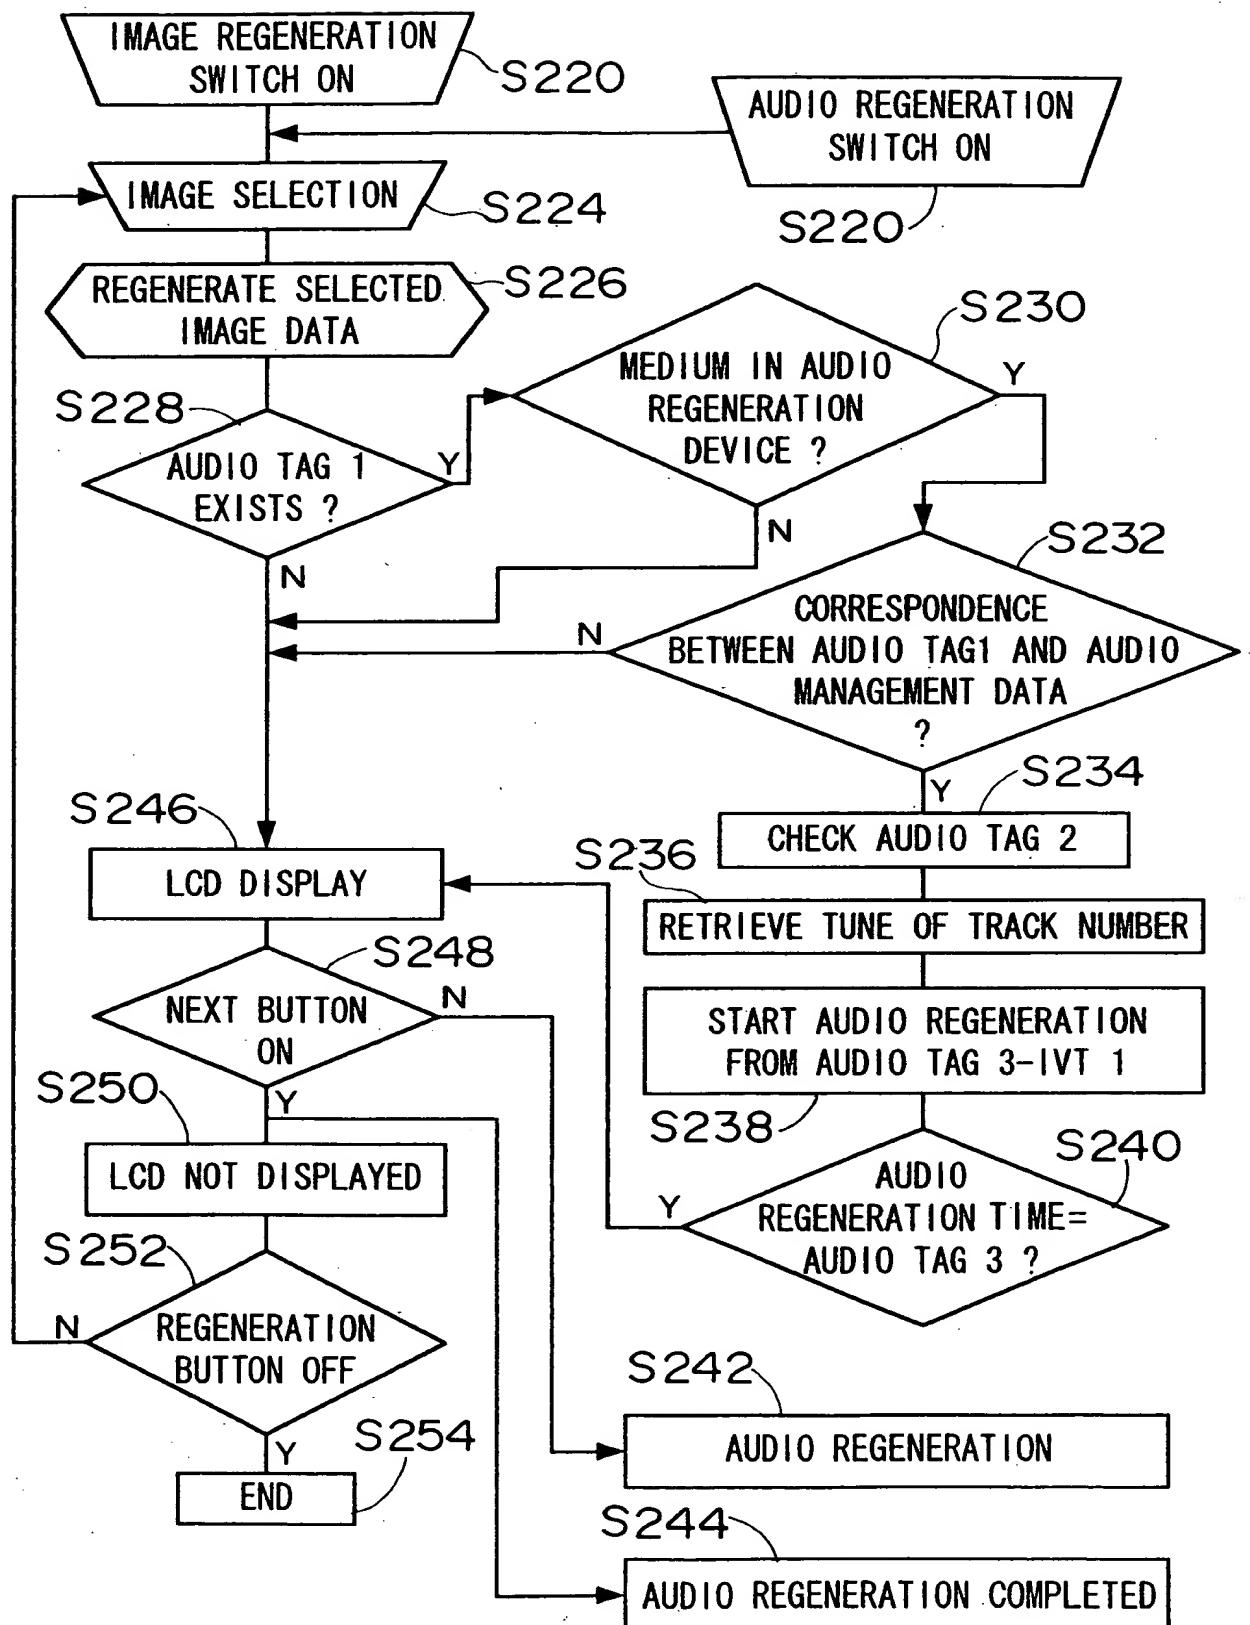 IMAGE REGENERATION
SWITCH ON
S220
AUDIO REGENERATION
SWITCH ON
S220
IMAGE SELECTION
S224
REGENERATE SELECTED
IMAGE DATA
S226
S228
AUDIO TAG 1
EXISTS ?
Y
N
S230
MEDIUM IN AUDIO
REGENERATION
DEVICE ?
Y
N
S232
CORRESPONDENCE
BETWEEN AUDIO TAG1 AND AUDIO
MANAGEMENT DATA
?
N
Y
S234
CHECK AUDIO TAG 2
S236
RETRIEVE TUNE OF TRACK NUMBER
START AUDIO REGENERATION
FROM AUDIO TAG 3-IVT 1
S238
S240
AUDIO
REGENERATION TIME=
AUDIO TAG 3 ?
Y
S246
LCD DISPLAY
S248
NEXT BUTTON
ON
N
Y
S250
LCD NOT DISPLAYED
S252
REGENERATION
BUTTON OFF
N
Y
S254
END
S242
AUDIO REGENERATION
S244
AUDIO REGENERATION COMPLETED